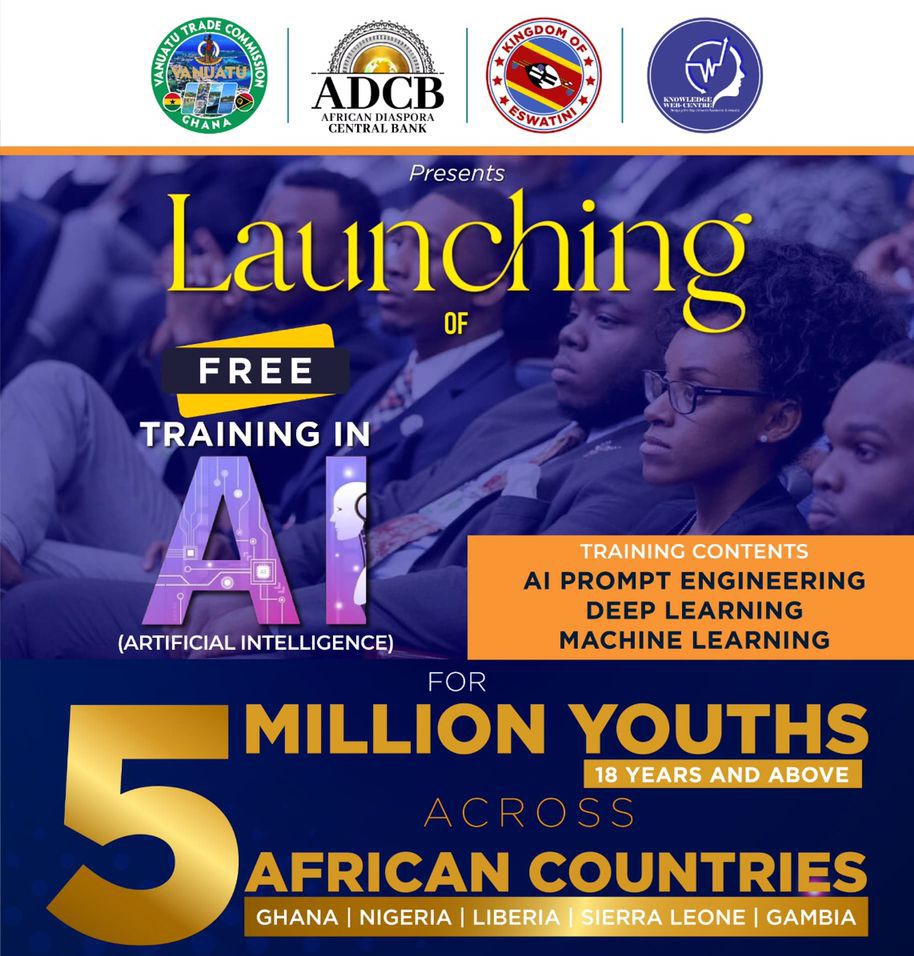 VANUATU TRADE COMMISSION
VANUATU
GHANA
ADCB
AFRICAN DIASPORA
CENTRAL BANK
KINGDOM OF
ESWATINI
KNOWLEDGE
WEB-CENTRE
Presents
Launching
OF
FREE
TRAINING IN
AI
AI
(ARTIFICIAL INTELLIGENCE)
TRAINING CONTENTS
AI PROMPT ENGINEERING
DEEP LEARNING
MACHINE LEARNING
FOR
5 MILLION YOUTHS
18 YEARS AND ABOVE
ACROSS
AFRICAN COUNTRIES
GHANA | NIGERIA | LIBERIA | SIERRA LEONE | GAMBIA